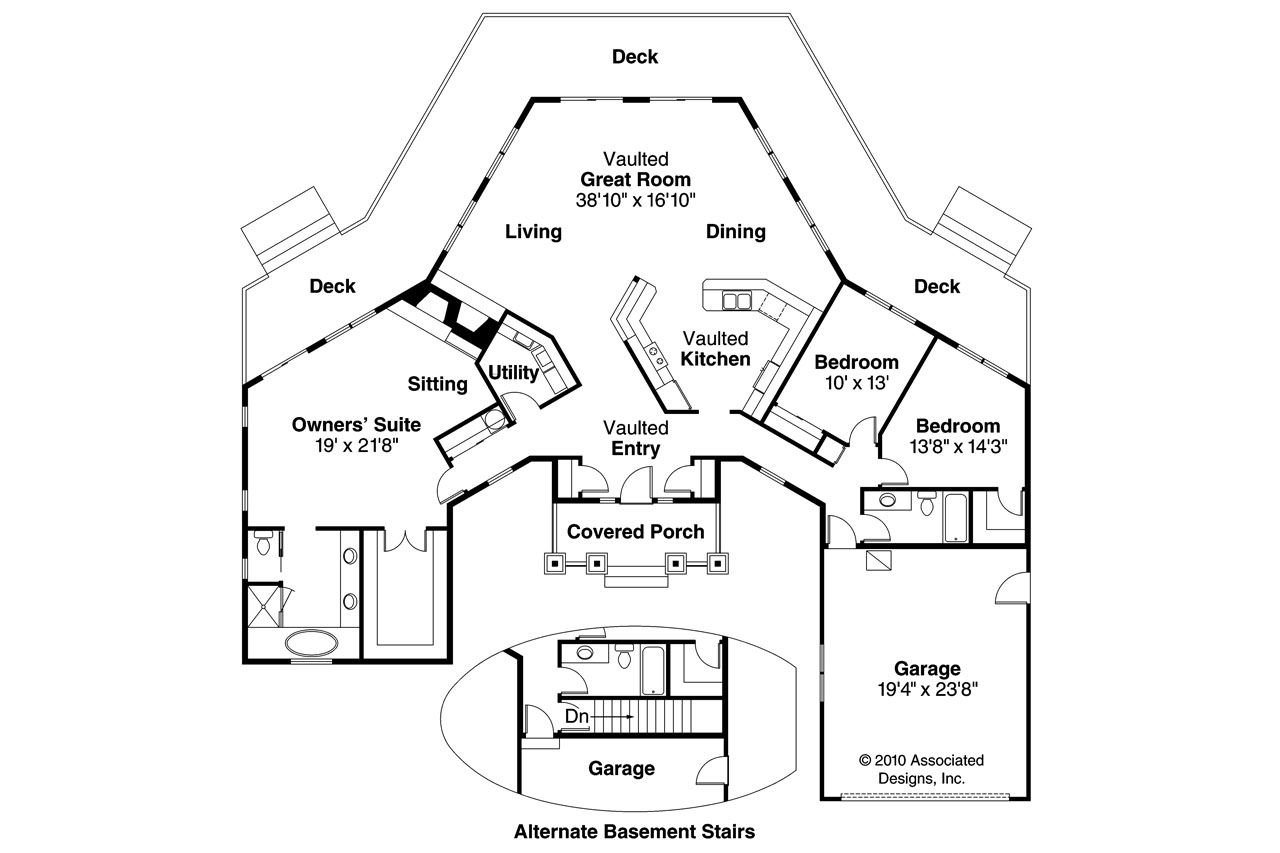 Deck
Vaulted
Great Room
38'10" x 16'10"
Living
Dining
Deck
Deck
Vaulted
Kitchen
Bedroom
10' x 13'
Utility
Sitting
Owners' Suite
19' x 21'8"
Vaulted
Entry
Bedroom
13'8" x 14'3"
Covered Porch
Garage
19'4" x 23'8"
Dn
Garage
© 2010 Associated
Designs, Inc.
Alternate Basement Stairs